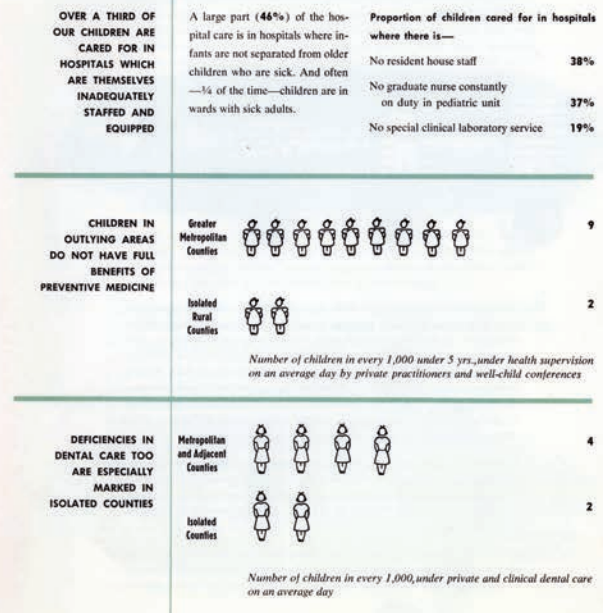 OVER A THIRD OF
OUR CHILDREN ARE
CARED FOR IN
HOSPITALS WHICH
ARE THEMSELVES
INADEQUATELY
STAFFED AND
EQUIPPED
A large part (46%) of the hos-
pital care is in hospitals where in-
fants are not separated from older
children who are sick. And often
—¼ of the time—children are in
wards with sick adults.
Proportion of children cared for in hospitals
where there is—
No resident house staff 38%
No graduate nurse constantly
on duty in pediatric unit 37%
No special clinical laboratory service 19%
CHILDREN IN
OUTLYING AREAS
DO NOT HAVE FULL
BENEFITS OF
PREVENTIVE MEDICINE
Greater
Metropolitan
Counties
9
Isolated
Rural
Counties
2
Number of children in every 1,000 under 5 yrs.,under health supervision
on an average day by private practitioners and well-child conferences
DEFICIENCIES IN
DENTAL CARE TOO
ARE ESPECIALLY
MARKED IN
ISOLATED COUNTIES
Metropolitan
and Adjacent
Counties
4
Isolated
Counties
2
Number of children in every 1,000,under private and clinical dental care
on an average day